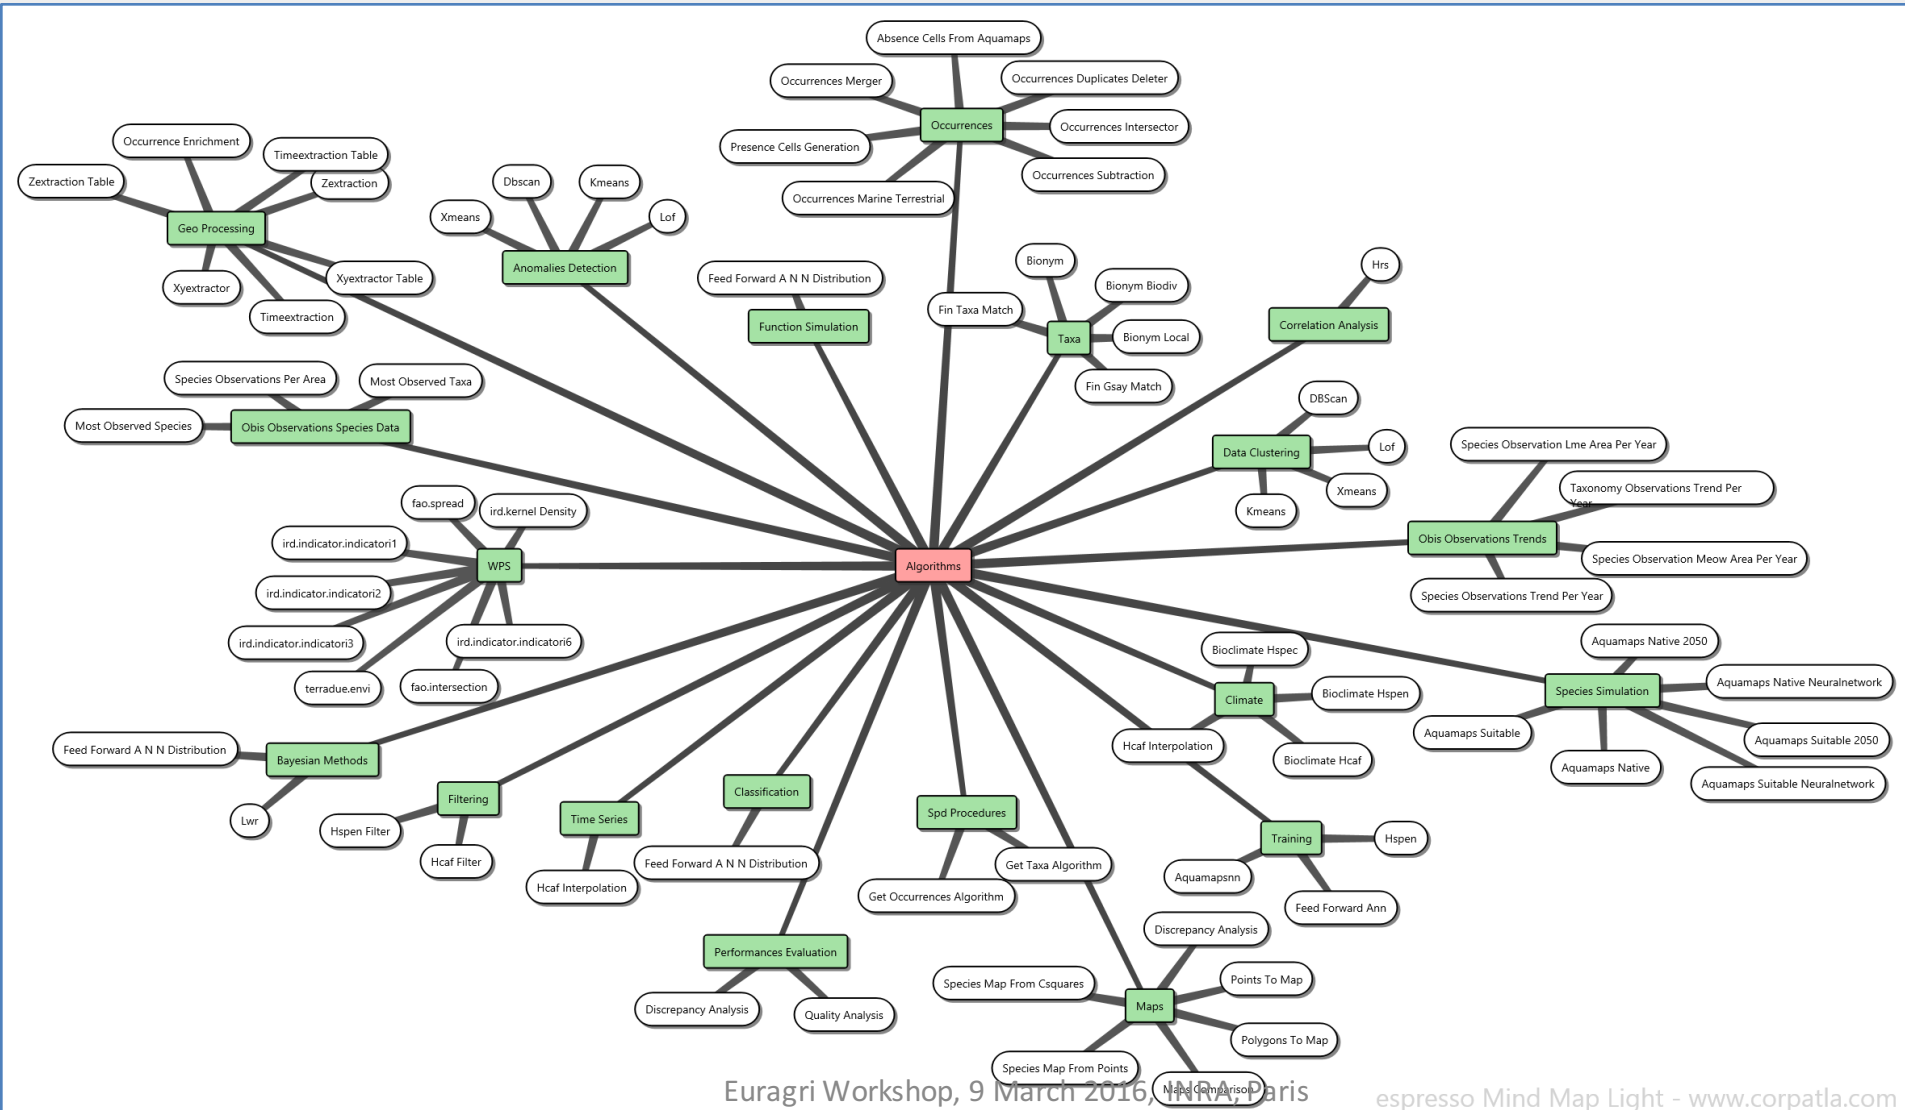 Absence Cells From Aquamaps
Occurrences Merger
Occurrences Duplicates Deleter
Occurrences
Occurrences Intersector
Presence Cells Generation
Occurrences Subtraction
Occurrences Marine Terrestrial
Occurrence Enrichment
Timeextraction Table
Zextraction Table
Zextraction
Geo Processing
Xyextractor Table
Xyextractor
Timeextraction
Dbscan
Kmeans
Xmeans
Lof
Anomalies Detection
Feed Forward A N N Distribution
Function Simulation
Bionym
Bionym Biodiv
Fin Taxa Match
Taxa
Bionym Local
Fin Gsay Match
Hrs
Correlation Analysis
Species Observations Per Area
Most Observed Taxa
Most Observed Species
Obis Observations Species Data
DBScan
Data Clustering
Lof
Xmeans
Kmeans
Species Observation Lme Area Per Year
Taxonomy Observations Trend Per
Year
Obis Observations Trends
Species Observation Meow Area Per Year
Species Observations Trend Per Year
fao.spread
ird.kernel Density
ird.indicator.indicatori1
WPS
ird.indicator.indicatori2
ird.indicator.indicatori3
ird.indicator.indicatori6
terradue.envi
fao.intersection
Algorithms
Bioclimate Hspec
Climate
Bioclimate Hspen
Hcaf Interpolation
Bioclimate Hcaf
Aquamaps Native 2050
Species Simulation
Aquamaps Native Neuralnetwork
Aquamaps Suitable
Aquamaps Suitable 2050
Aquamaps Native
Aquamaps Suitable Neuralnetwork
Feed Forward A N N Distribution
Bayesian Methods
Lwr
Filtering
Hspen Filter
Hcaf Filter
Time Series
Hcaf Interpolation
Classification
Feed Forward A N N Distribution
Spd Procedures
Get Taxa Algorithm
Get Occurrences Algorithm
Training
Hspen
Aquamapsnn
Feed Forward Ann
Performances Evaluation
Discrepancy Analysis
Quality Analysis
Discrepancy Analysis
Species Map From Csquares
Points To Map
Maps
Polygons To Map
Species Map From Points
Maps Comparison
Euragri Workshop, 9 March 2016, INRA, Paris
espresso Mind Map Light - www.corpatla.com